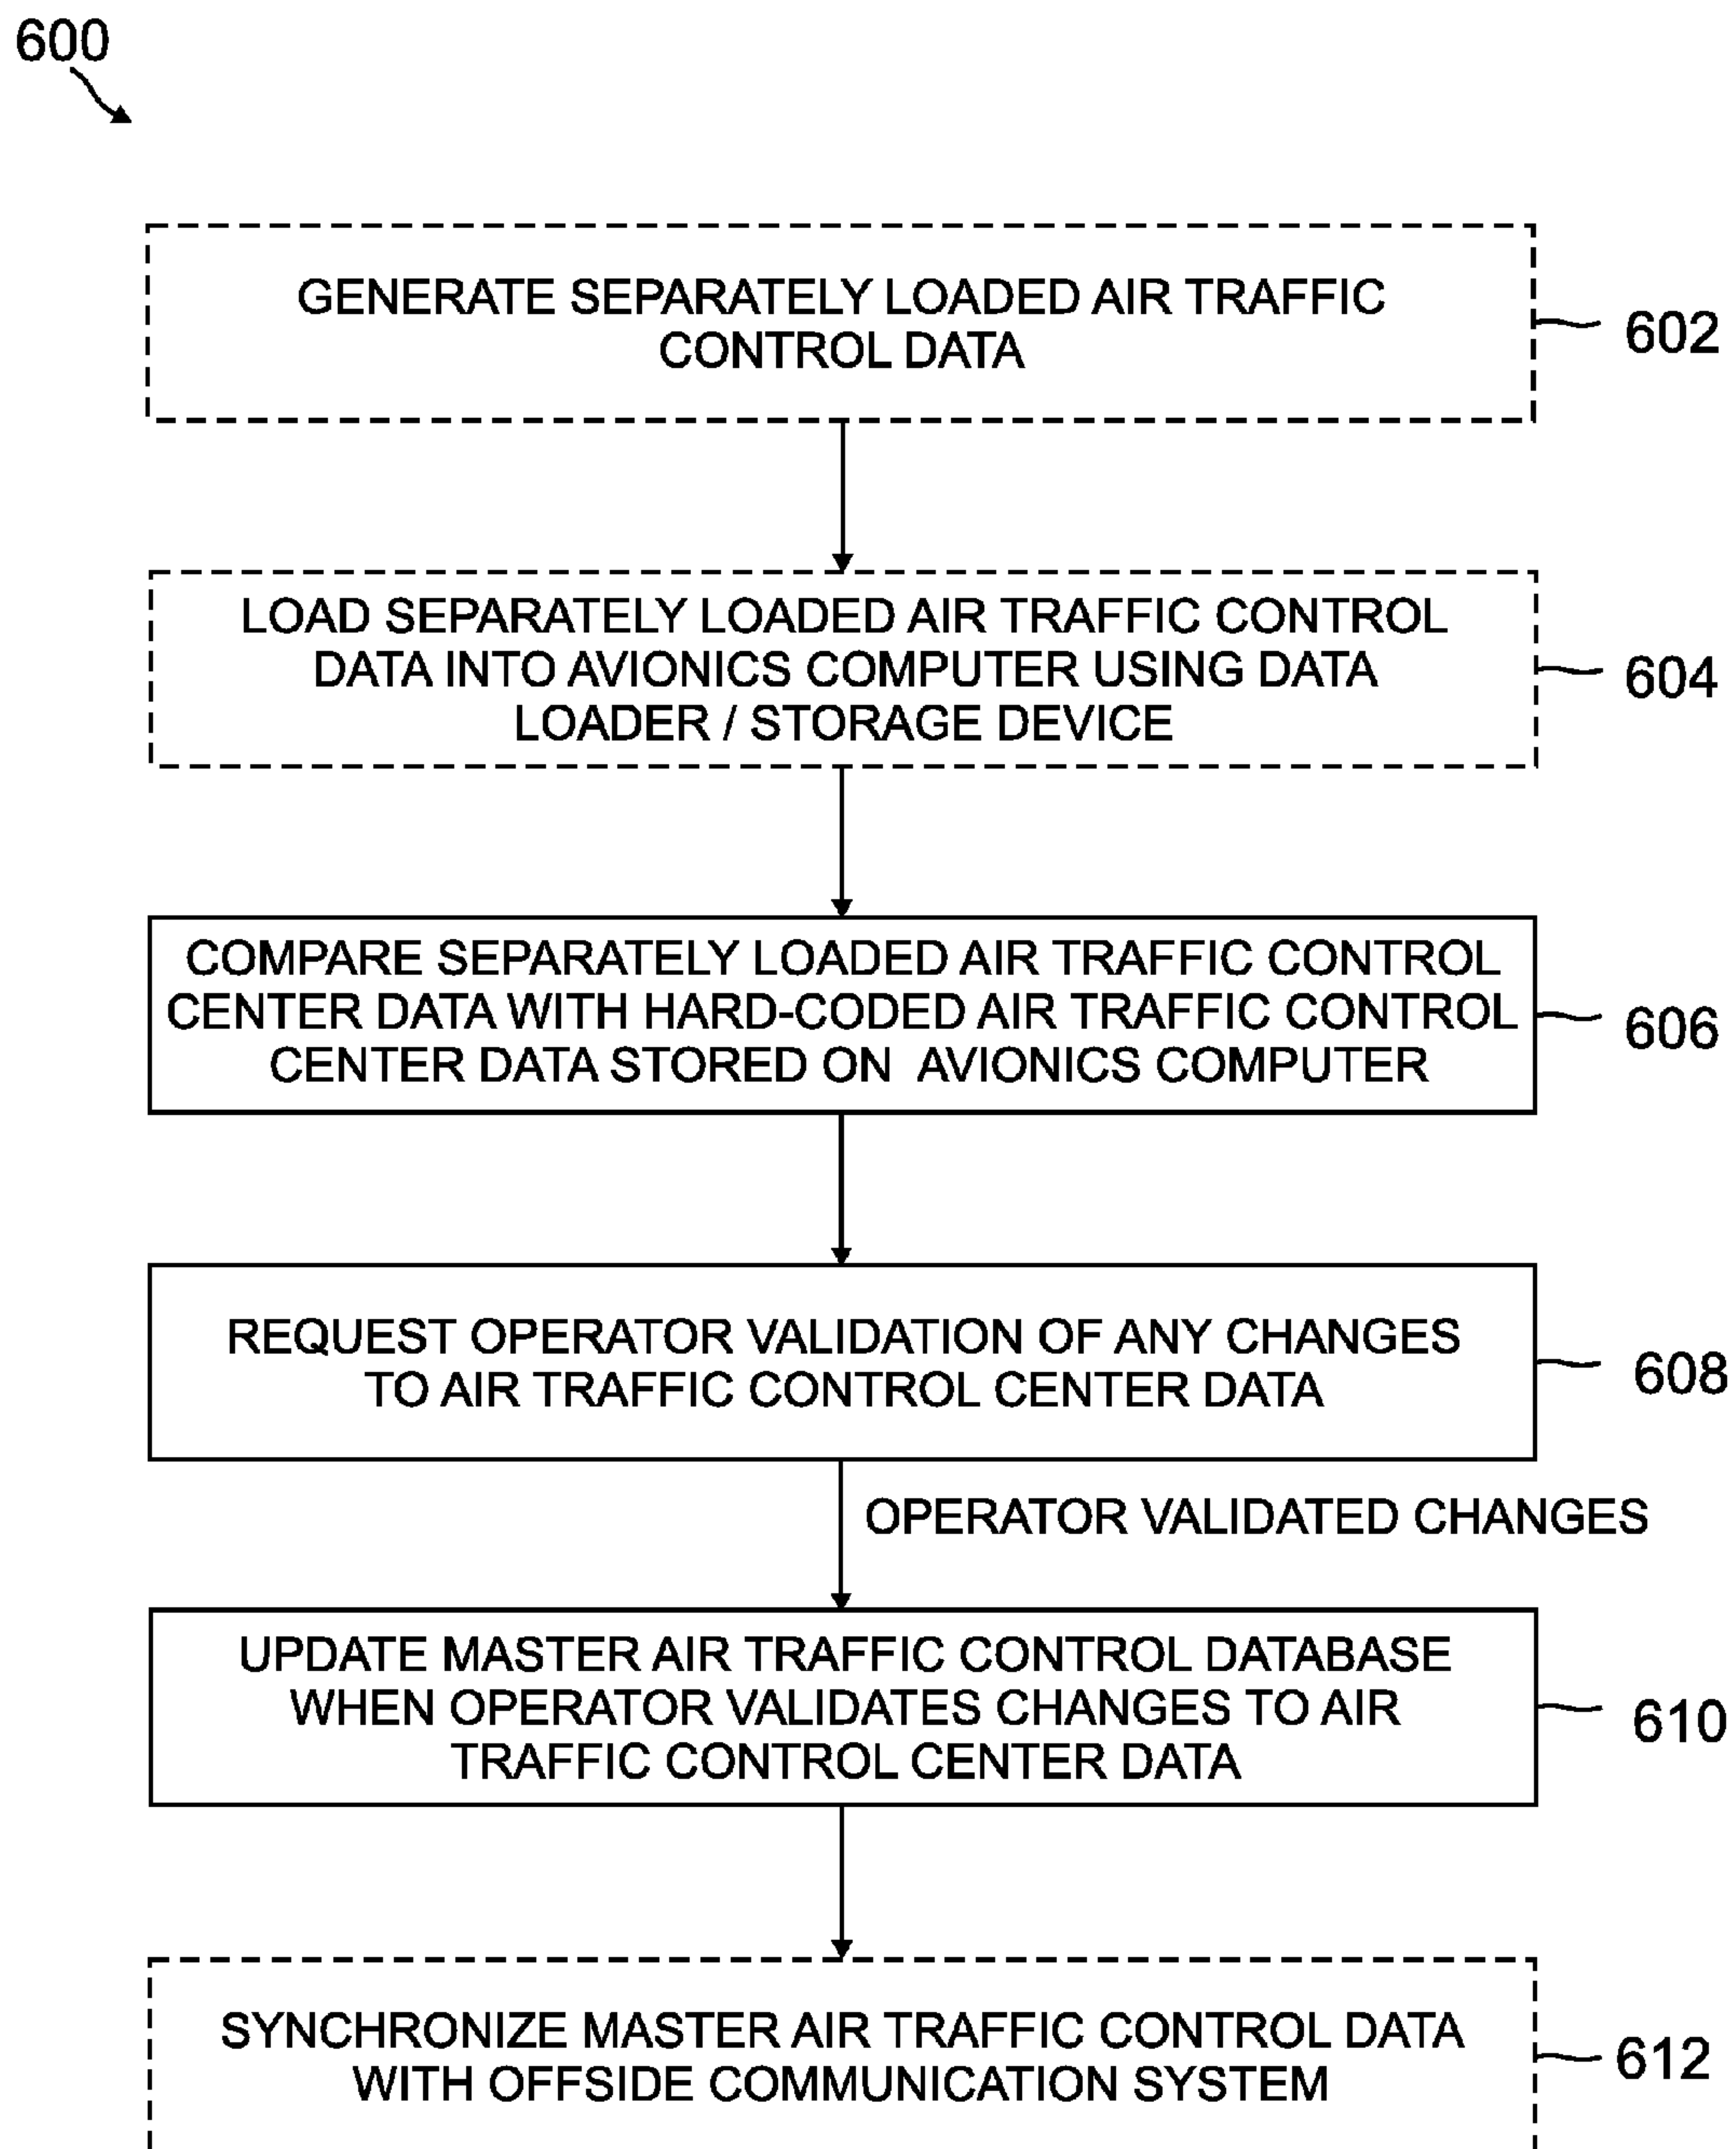 600
GENERATE SEPARATELY LOADED AIR TRAFFIC
CONTROL DATA
602
LOAD SEPARATELY LOADED AIR TRAFFIC CONTROL
DATA INTO AVIONICS COMPUTER USING DATA
LOADER / STORAGE DEVICE
604
COMPARE SEPARATELY LOADED AIR TRAFFIC CONTROL
CENTER DATA WITH HARD-CODED AIR TRAFFIC CONTROL
CENTER DATA STORED ON AVIONICS COMPUTER
606
REQUEST OPERATOR VALIDATION OF ANY CHANGES
TO AIR TRAFFIC CONTROL CENTER DATA
608
OPERATOR VALIDATED CHANGES
UPDATE MASTER AIR TRAFFIC CONTROL DATABASE
WHEN OPERATOR VALIDATES CHANGES TO AIR
TRAFFIC CONTROL CENTER DATA
610
SYNCHRONIZE MASTER AIR TRAFFIC CONTROL DATA
WITH OFFSIDE COMMUNICATION SYSTEM
612